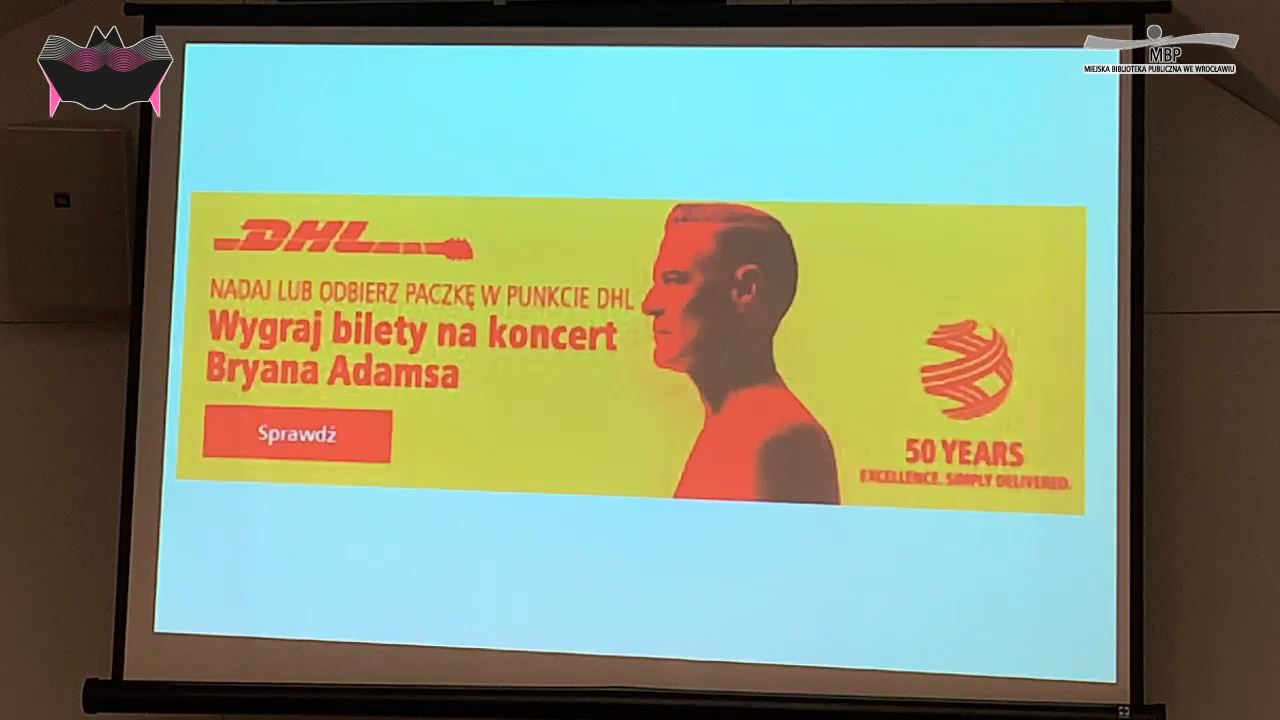 MBP
MIEJSKA BIBLIOTEKA PUBLICZNA WE WROCŁAWIU
DHL
NADAJ LUB ODBIERZ PACZKĘ W PUNKCIE DHL
Wygraj bilety na koncert
Bryana Adamsa
Sprawdź
50 YEARS
EXCELLENCE. SIMPLY DELIVERED.